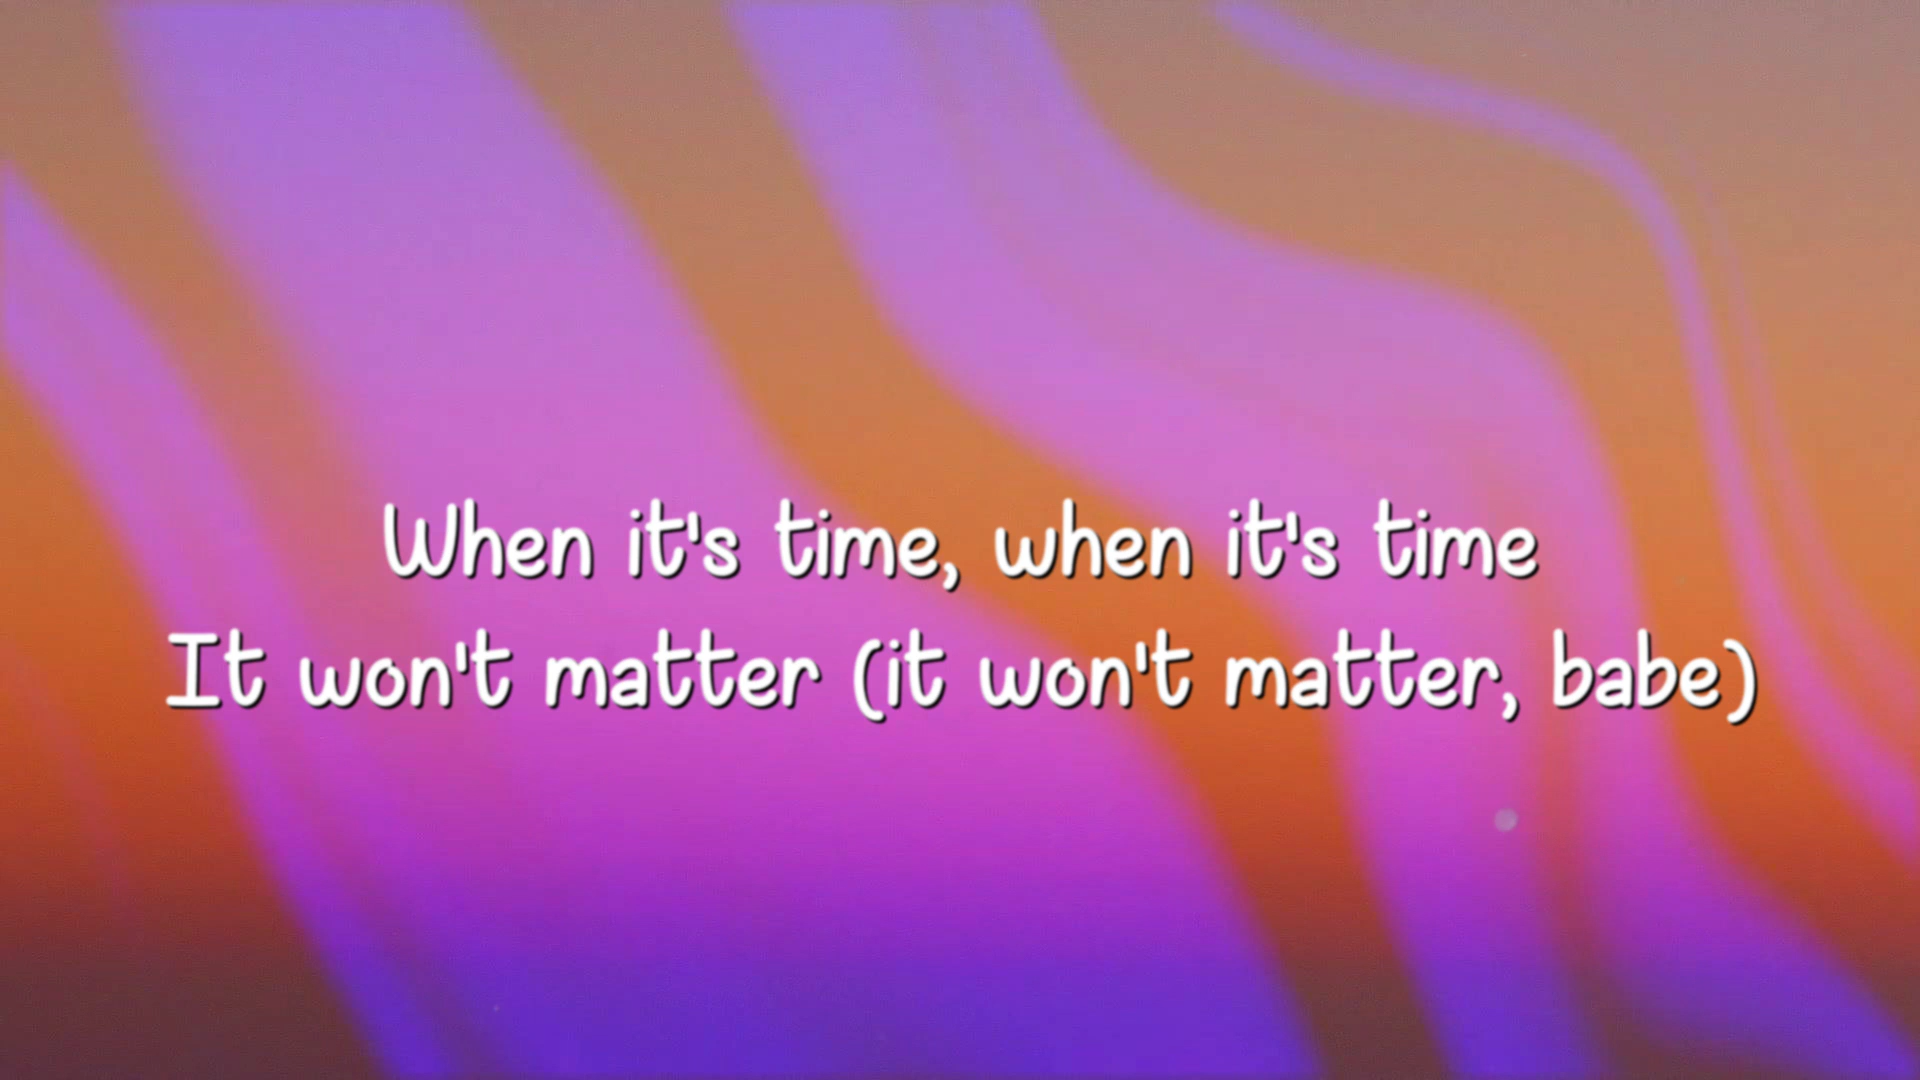 When it's time, when it's time
It won't matter (it won't matter, babe)